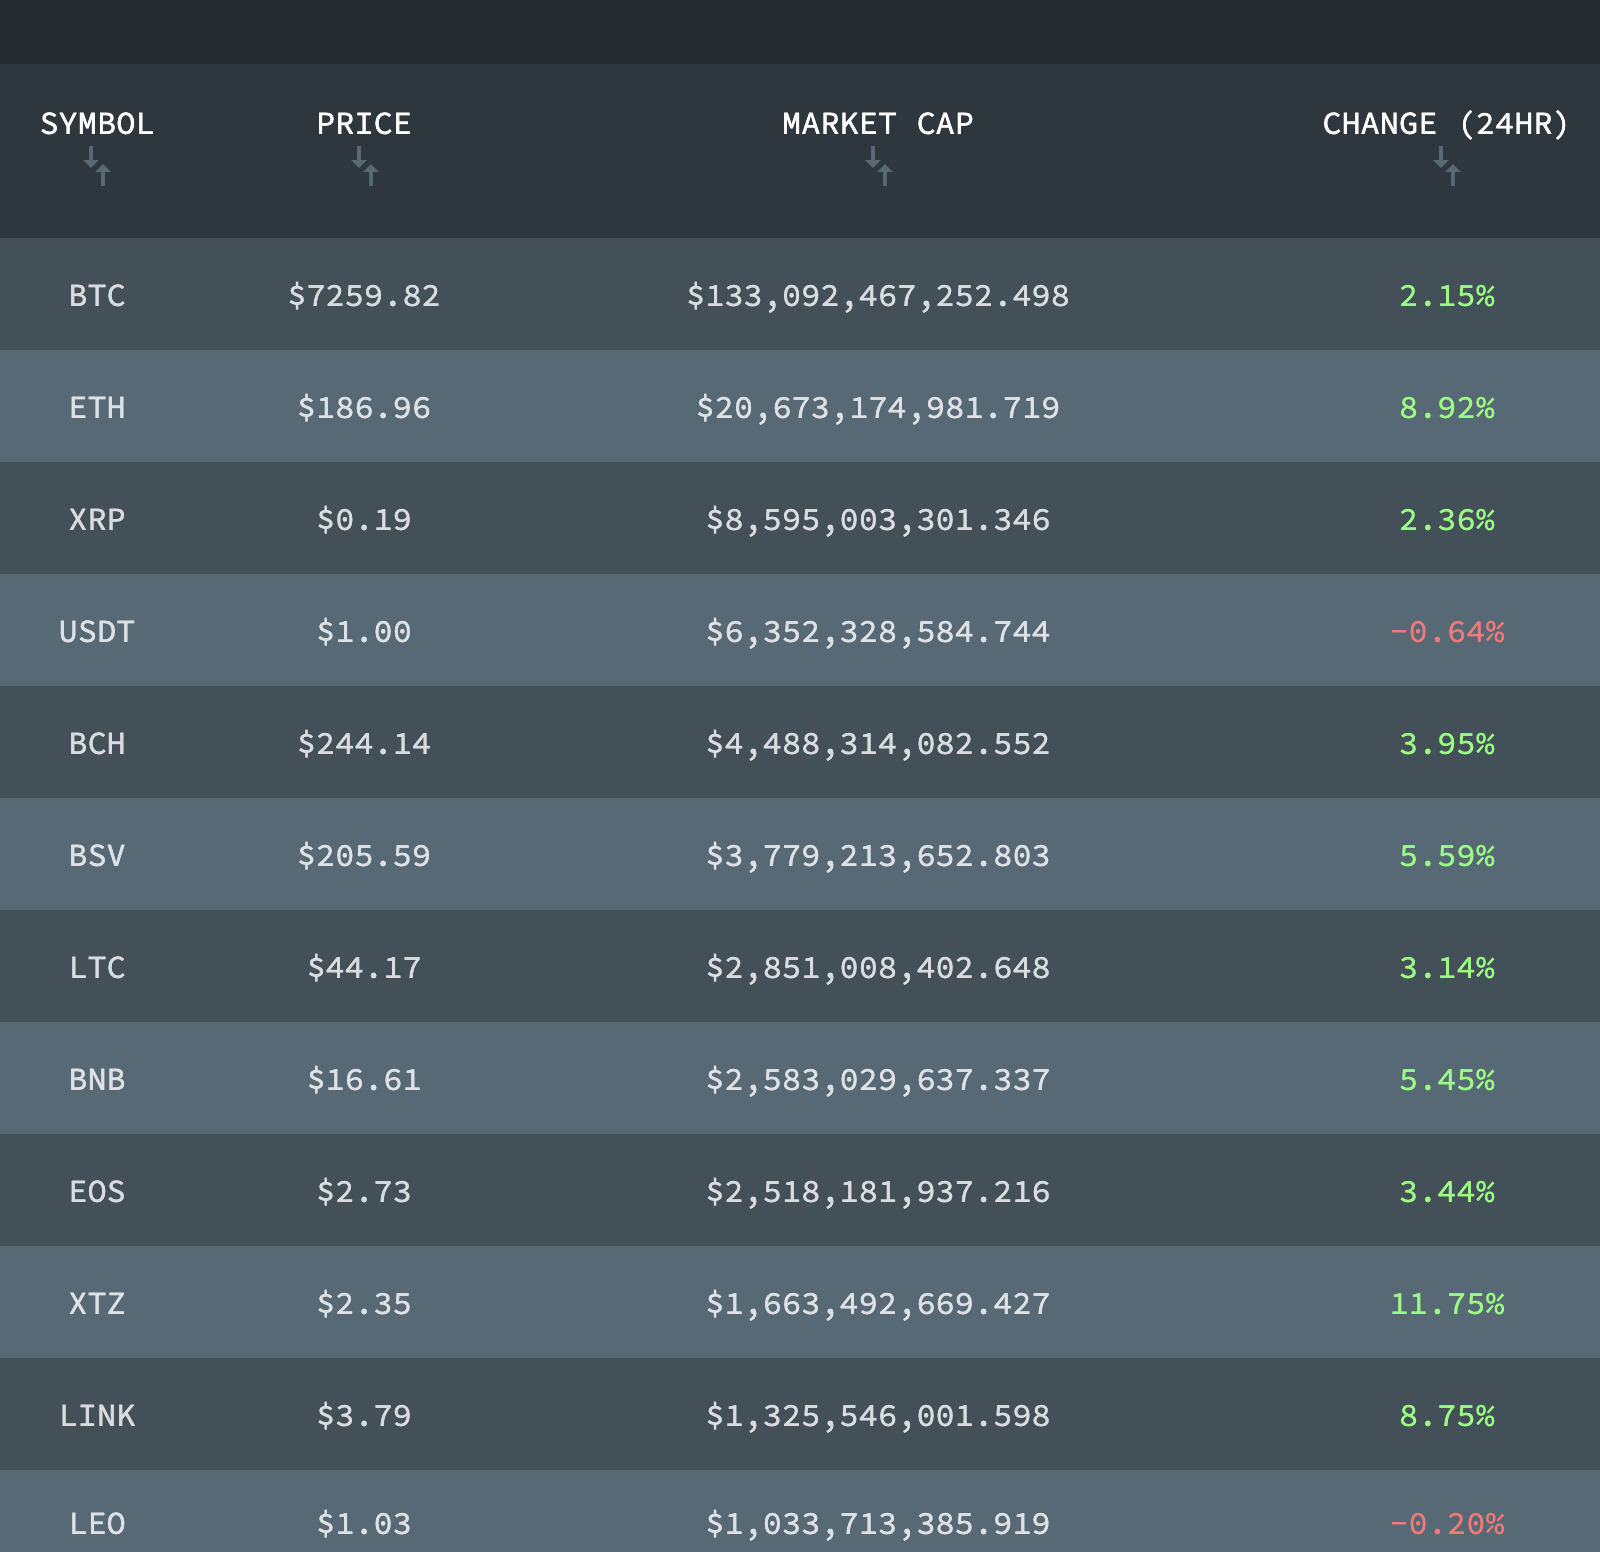 SYMBOL PRICE MARKET CAP CHANGE (24HR)
BTC $7259.82 $133,092,467,252.498 2.15%
ETH $186.96 $20,673,174,981.719 8.92%
XRP $0.19 $8,595,003,301.346 2.36%
USDT $1.00 $6,352,328,584.744 -0.64%
BCH $244.14 $4,488,314,082.552 3.95%
BSV $205.59 $3,779,213,652.803 5.59%
LTC $44.17 $2,851,008,402.648 3.14%
BNB $16.61 $2,583,029,637.337 5.45%
EOS $2.73 $2,518,181,937.216 3.44%
XTZ $2.35 $1,663,492,669.427 11.75%
LINK $3.79 $1,325,546,001.598 8.75%
LEO $1.03 $1,033,713,385.919 -0.20%